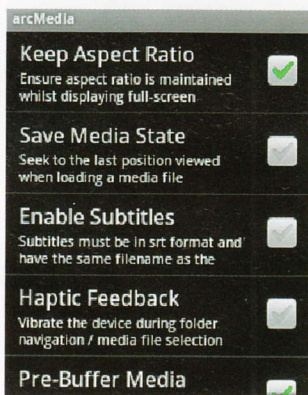 arcMedia
Keep Aspect Ratio
Ensure aspect ratio is maintained
whilst displaying full-screen
Save Media State
Seek to the last position viewed
when loading a media file
Enable Subtitles
Subtitles must be in srt format and
have the same filename as the
Haptic Feedback
Vibrate the device during folder
navigation / media file selection
Pre-Buffer Media